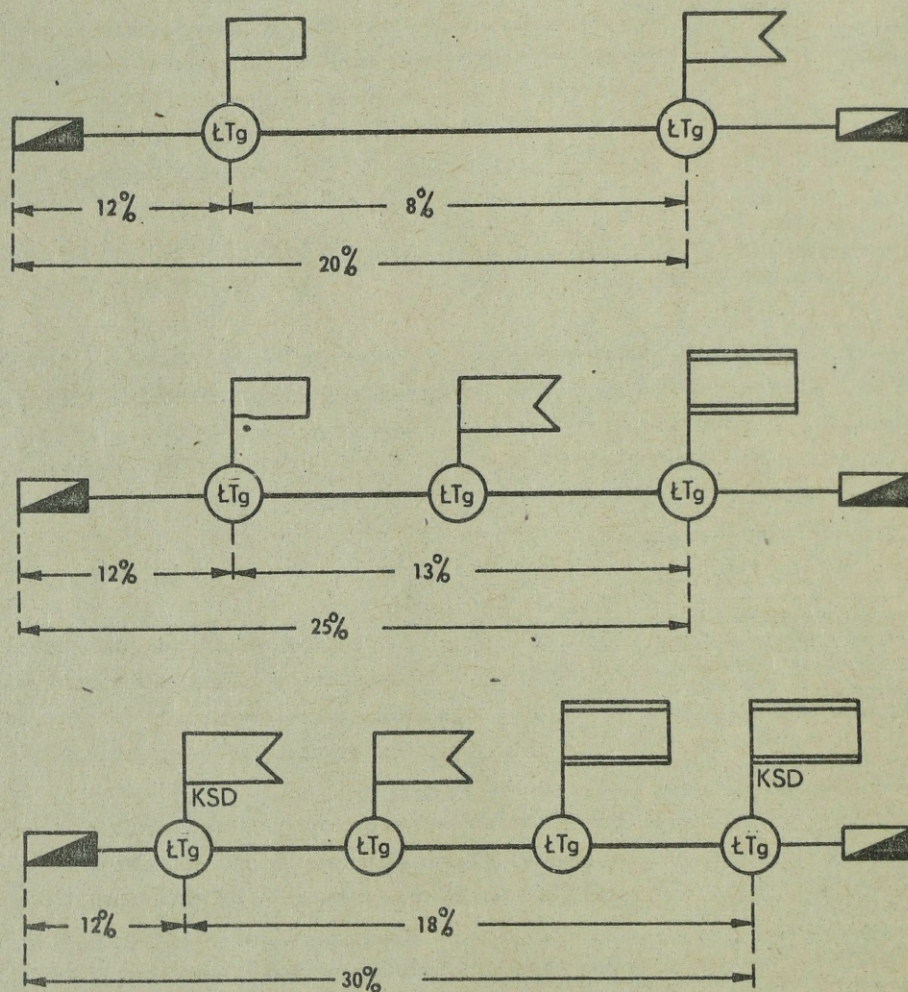 ŁTg ŁTg
12% 8%
20%
ŁTg ŁTg ŁTg
12% 13%
25%
KSD KSD
ŁTg ŁTg ŁTg ŁTg
12% 18%
30%